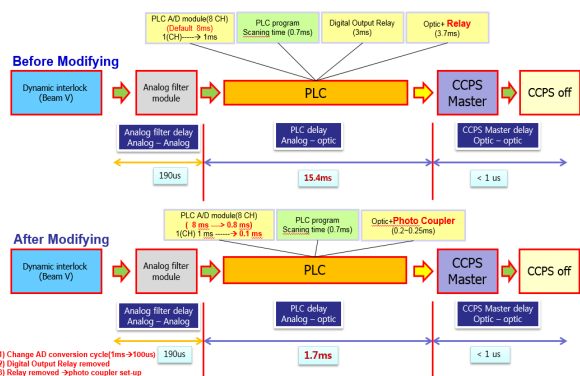 PLC A/D module(8 CH)
(Default 8ms)
1(CH)-----→ 1ms
PLC program
Scaning time (0.7ms)
Digital Output Relay
(3ms)
Optic+ Relay
(3.7ms)
Before Modifying
Dynamic interlock
(Beam V)
Analog filter
module
PLC
CCPS
Master
CCPS off
Analog filter delay
Analog – Analog
PLC delay
Analog – optic
CCPS Master delay
Optic – optic
190us
15.4ms
< 1 us
PLC A/D module(8 CH)
( 8 ms ----> 0.8 ms)
1(CH) 1 ms ------→ 0.1 ms
PLC program
Scaning time (0.7ms)
Optic+Photo Coupler
(0.2~0.25ms)
After Modifying
Dynamic interlock
(Beam V)
Analog filter
module
PLC
CCPS
Master
CCPS off
Analog filter delay
Analog – Analog
PLC delay
Analog – optic
CCPS Master delay
Optic – optic
190us
1.7ms
< 1 us
1) Change AD conversion cycle(1ms→100us)
2) Digital Output Relay removed
3) Relay removed →photo coupler set-up